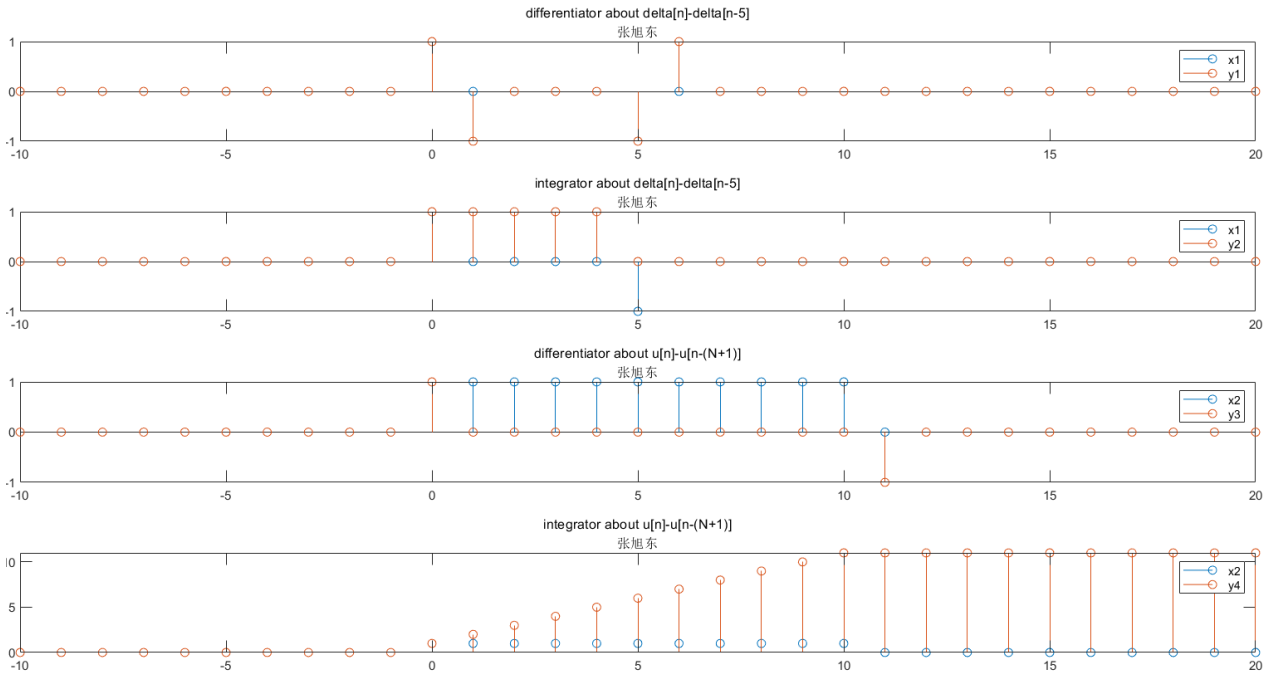 differentiator about delta[n]-delta[n-5]
张旭东
1
0
-1
-10 -5 0 5 10 15 20
x1
y1
integrator about delta[n]-delta[n-5]
张旭东
1
0
-1
-10 -5 0 5 10 15 20
x1
y2
differentiator about u[n]-u[n-(N+1)]
张旭东
1
0
-1
-10 -5 0 5 10 15 20
x2
y3
integrator about u[n]-u[n-(N+1)]
张旭东
10
5
0
-10 -5 0 5 10 15 20
x2
y4